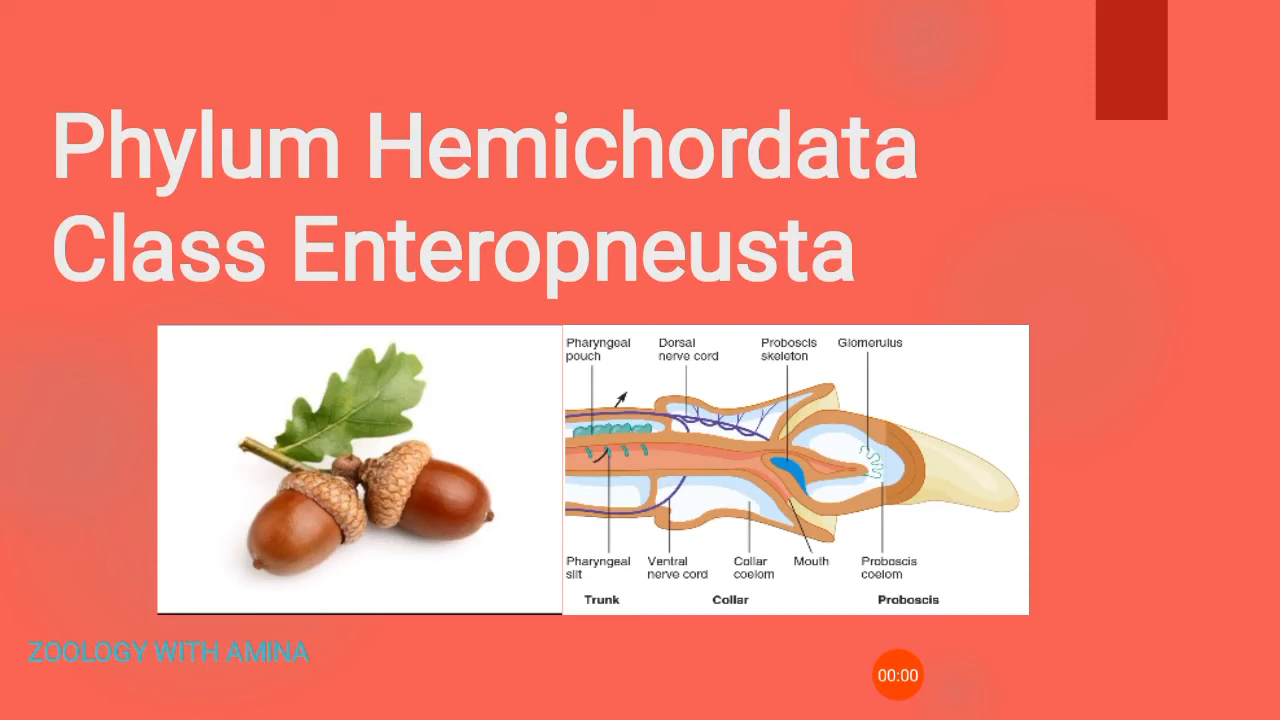 Phylum Hemichordata
Class Enteropneusta
Pharyngeal pouch
Dorsal nerve cord
Proboscis skeleton
Glomerulus
Pharyngeal slit
Ventral nerve cord
Collar coelom
Mouth
Proboscis coelom
Trunk
Collar
Proboscis
ZOOLOGY WITH AMINA
00:00